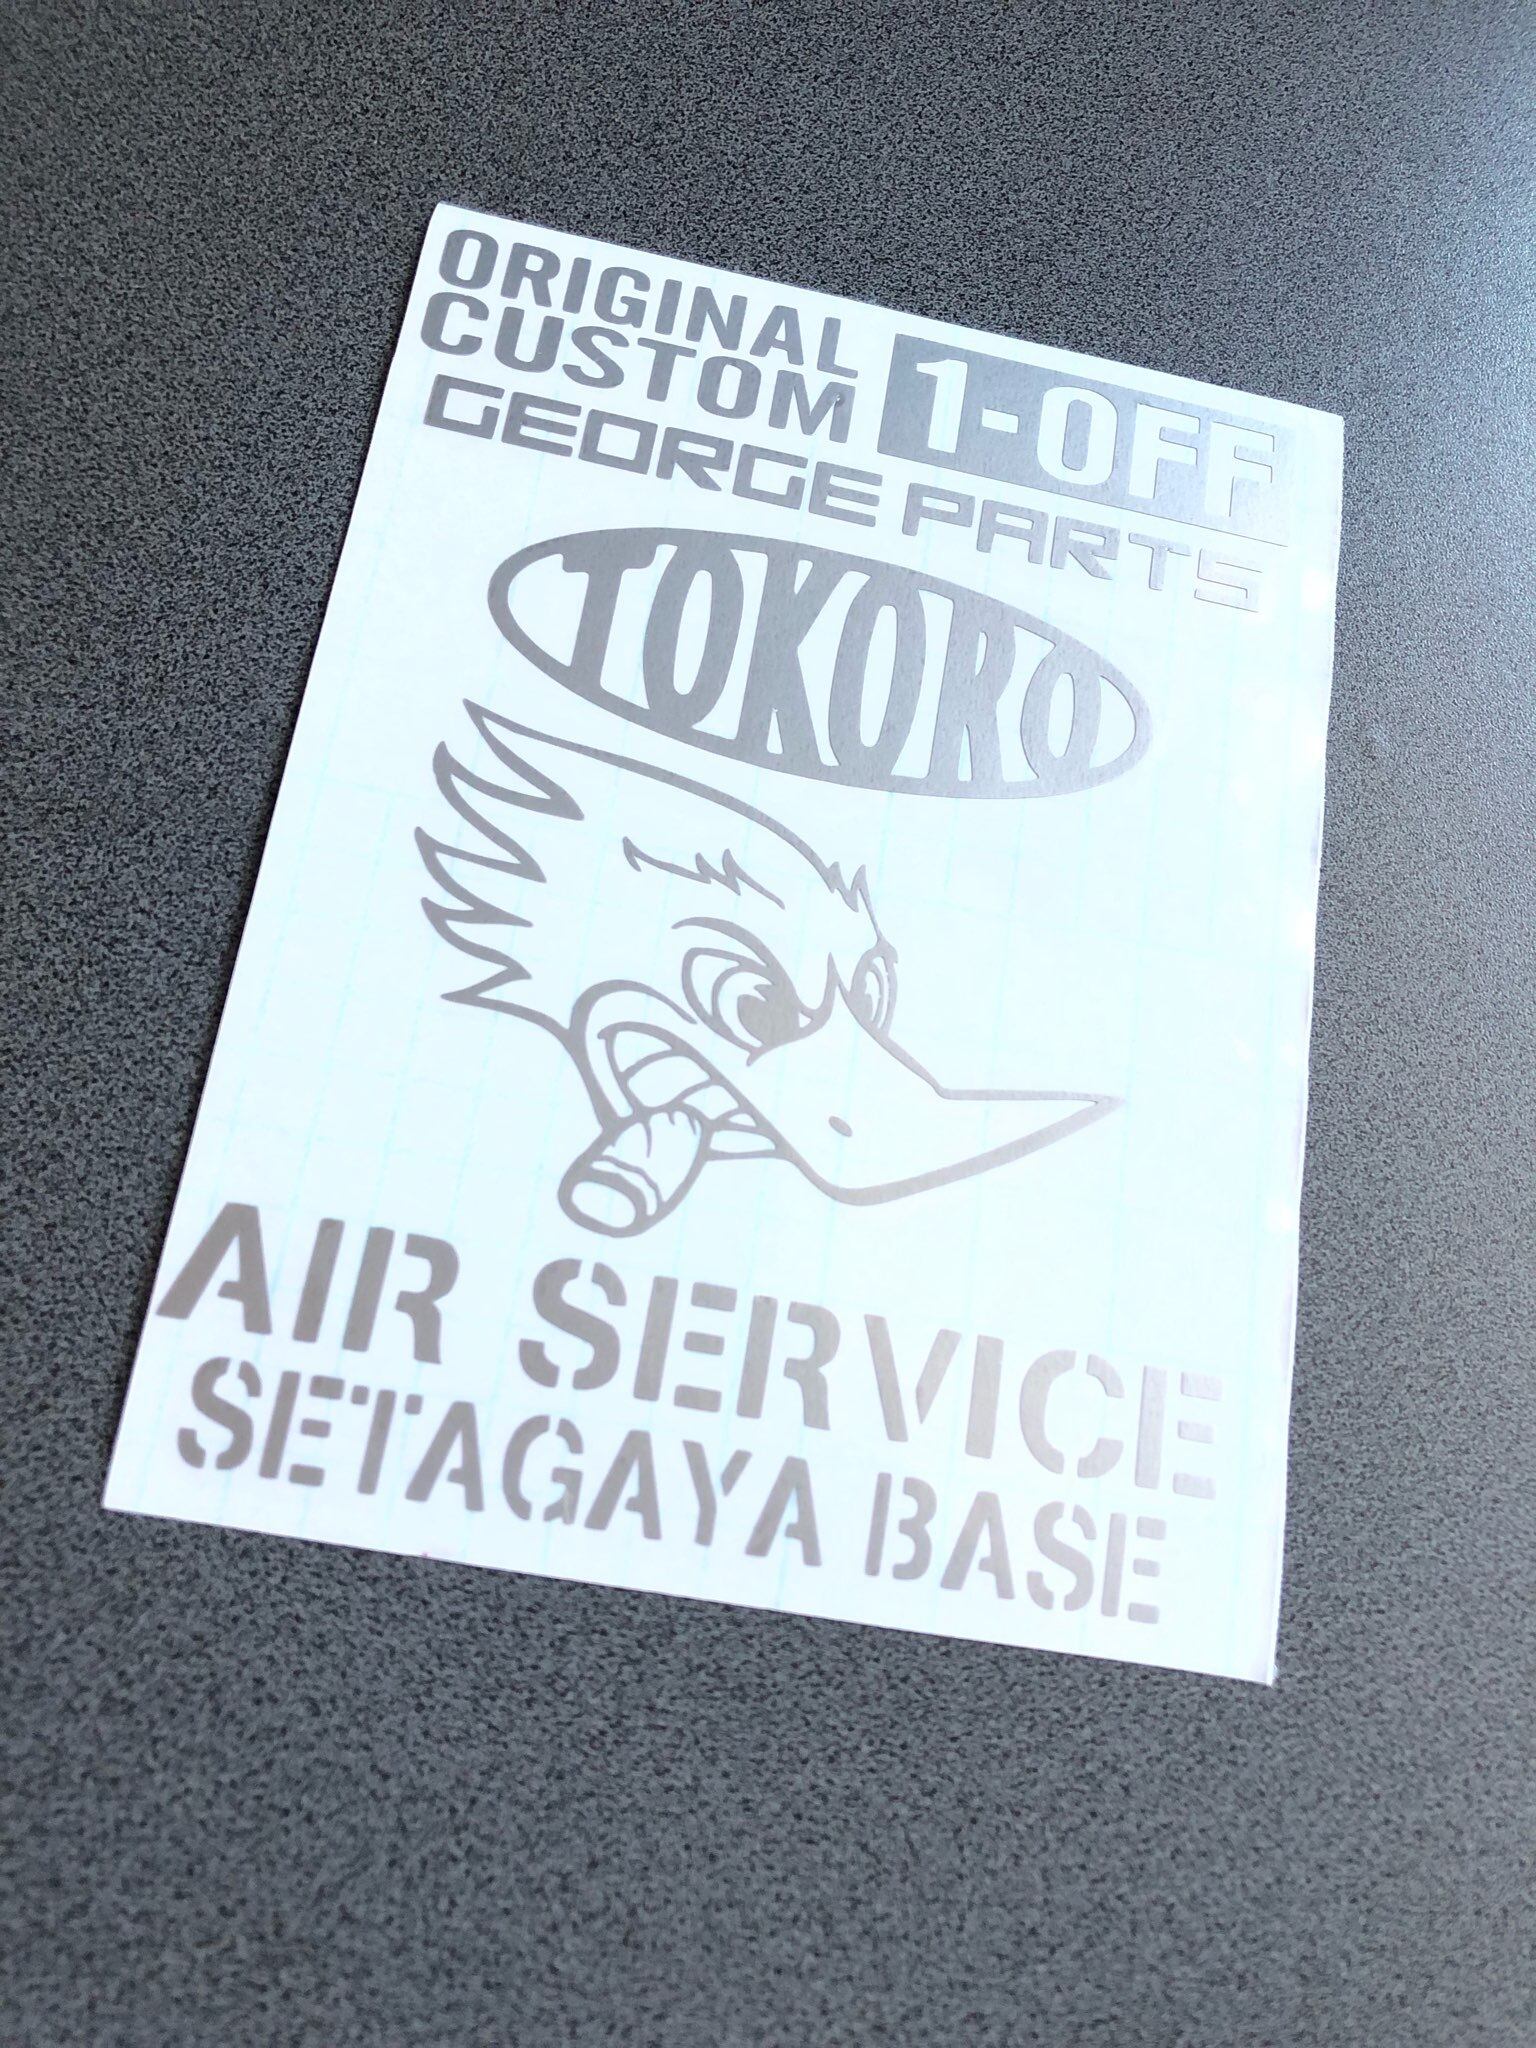 ORIGINAL
CUSTOM 1-OFF
GEORGE PARTS
TOKORO
AIR SERVICE
SETAGAYA BASE